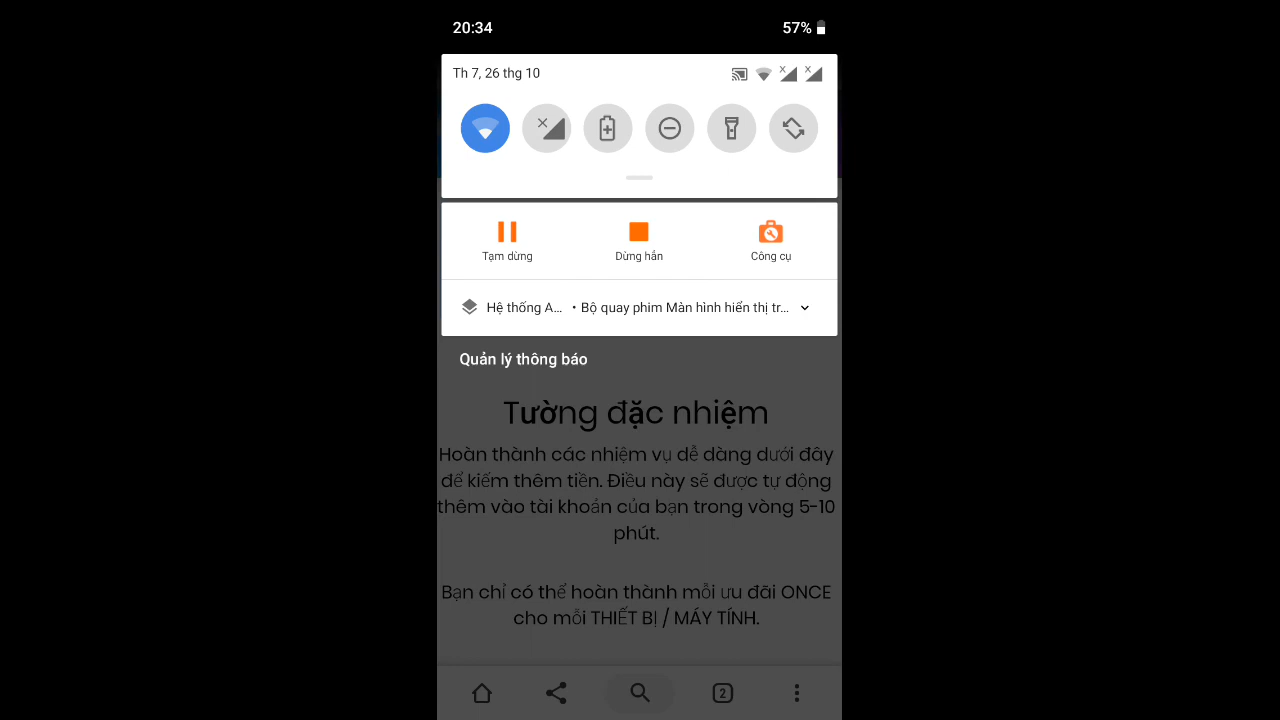 20:34
57%
Th 7, 26 thg 10
Tạm dừng
Dừng hẳn
Công cụ
Hệ thống A... • Bộ quay phim Màn hình hiển thị tr...
Quản lý thông báo
Tường đặc nhiệm
Hoàn thành các nhiệm vụ dễ dàng dưới đây
để kiếm thêm tiền. Điều này sẽ được tự động
thêm vào tài khoản của bạn trong vòng 5-10
phút.
Bạn chỉ có thể hoàn thành mỗi ưu đãi ONCE
cho mỗi THIẾT BỊ / MÁY TÍNH.
2